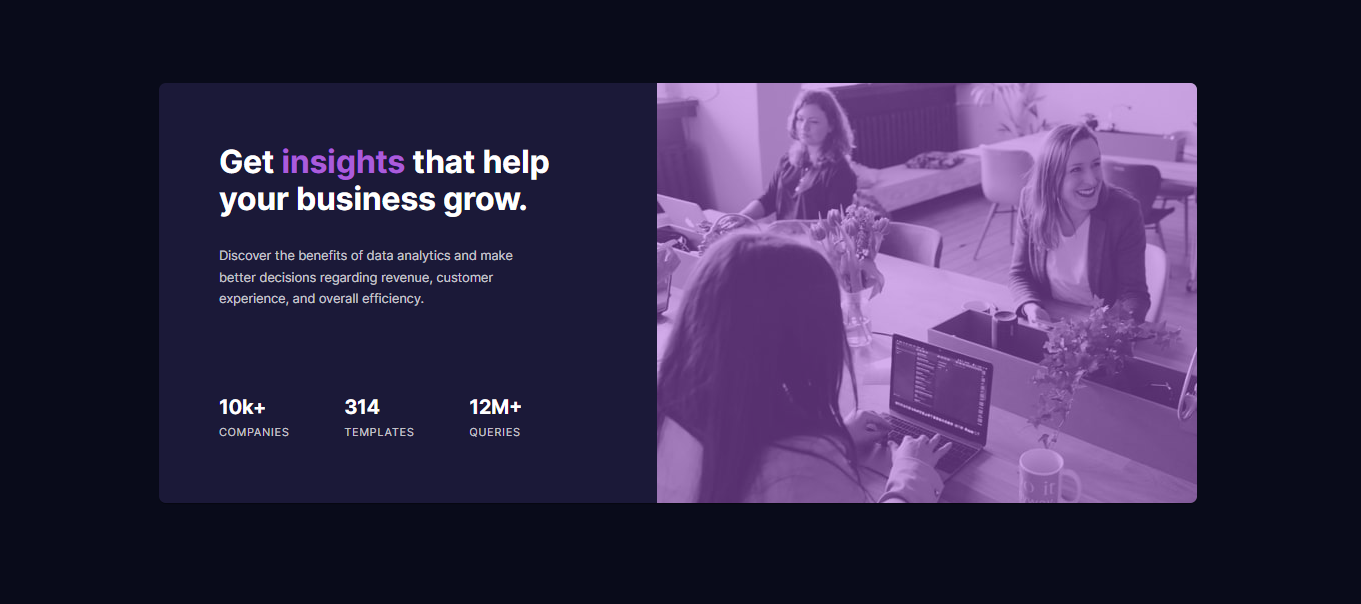 Get insights that help
your business grow.
Discover the benefits of data analytics and make
better decisions regarding revenue, customer
experience, and overall efficiency.
10k+ 314 12M+
COMPANIES TEMPLATES QUERIES